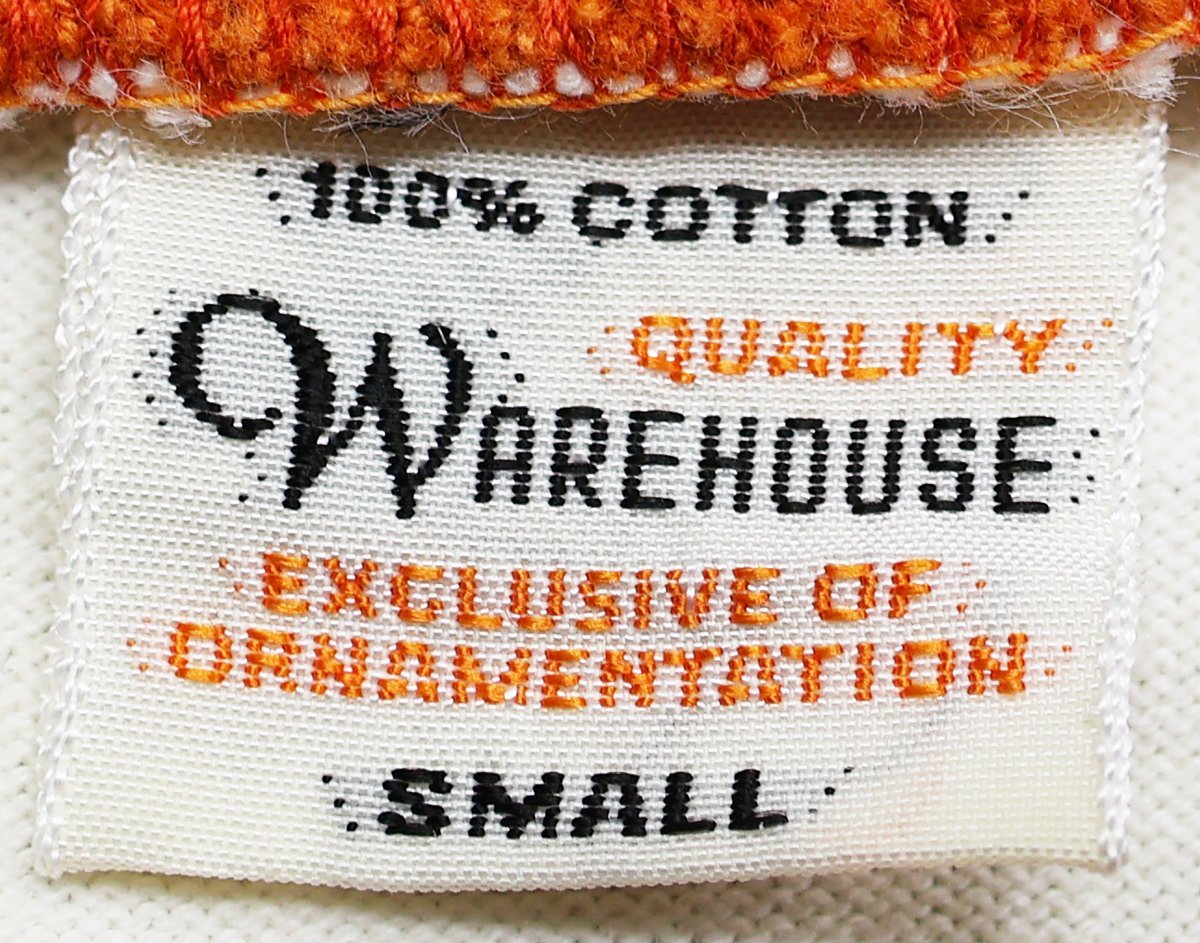 100% COTTON
QUALITY
WAREHOUSE
EXCLUSIVE OF
ORNAMENTATION
SMALL